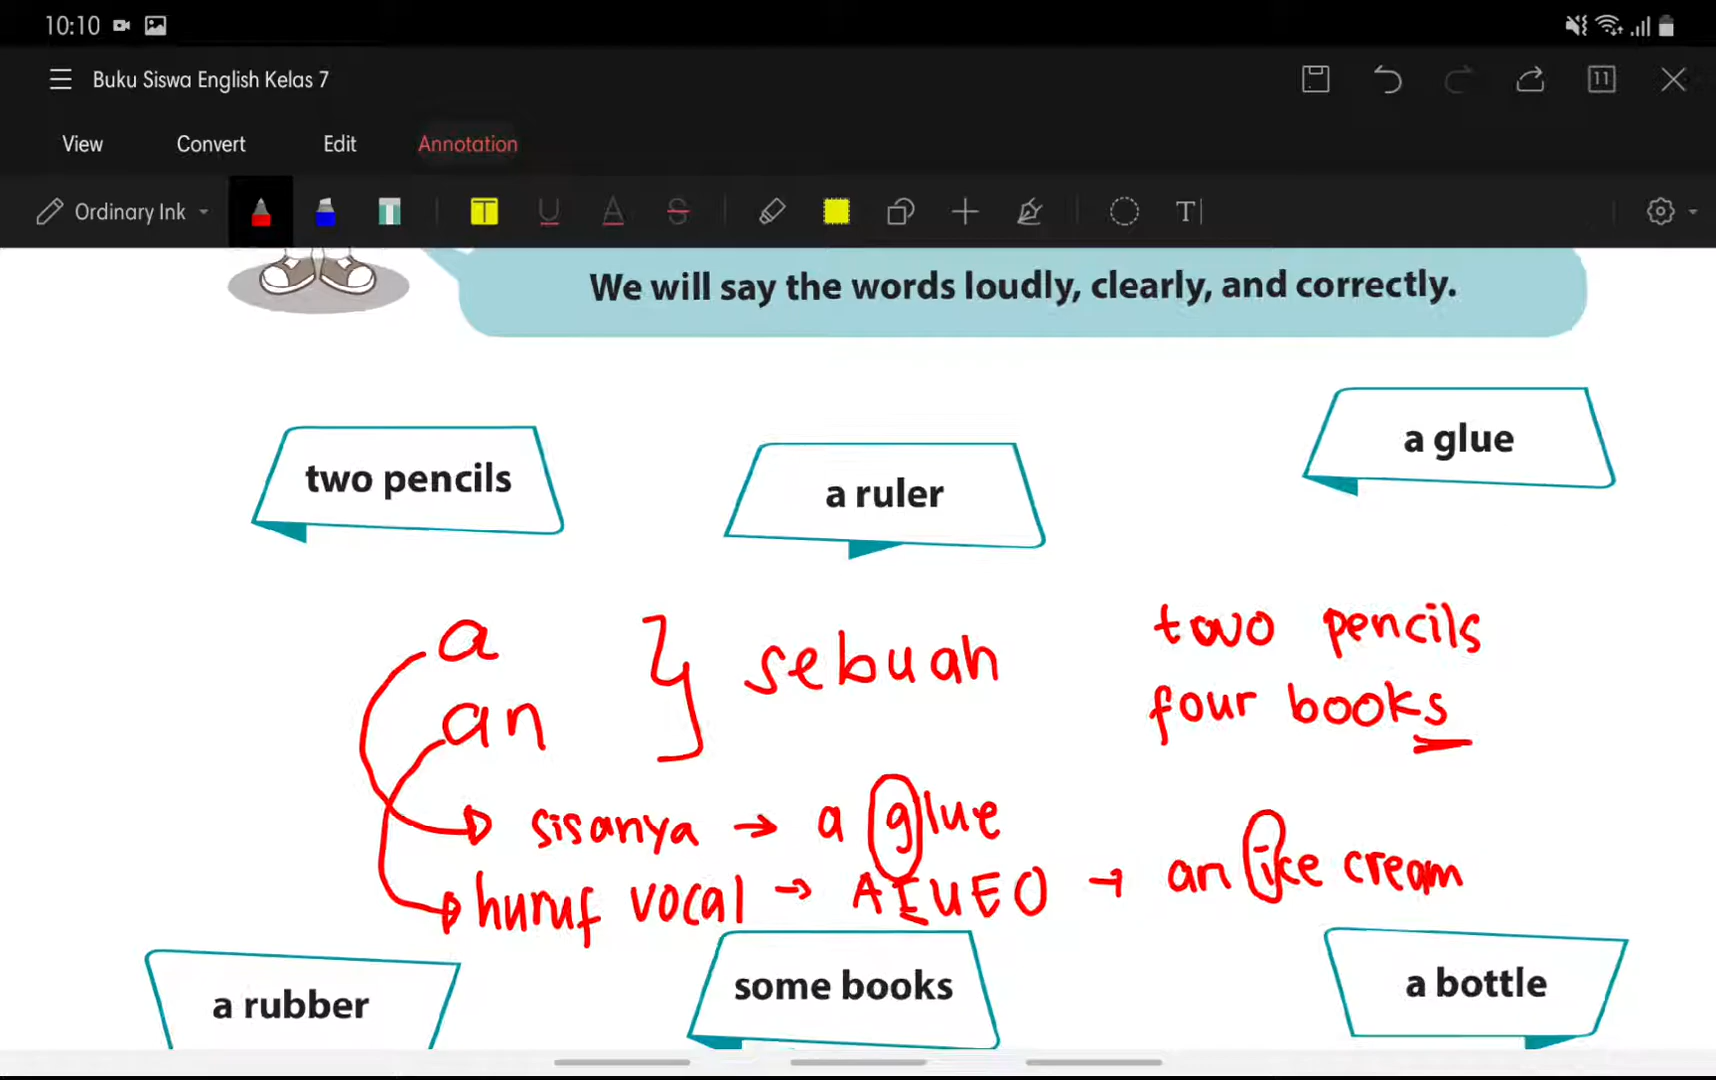 10:10
Buku Siswa English Kelas 7
11
View Convert Edit Annotation
Ordinary Ink
We will say the words loudly, clearly, and correctly.
a glue
two pencils
a ruler
a
an
sebuah
two pencils
four books
sisanya → a glue
huruf vocal → AIUEO → an ice cream
a rubber
some books
a bottle